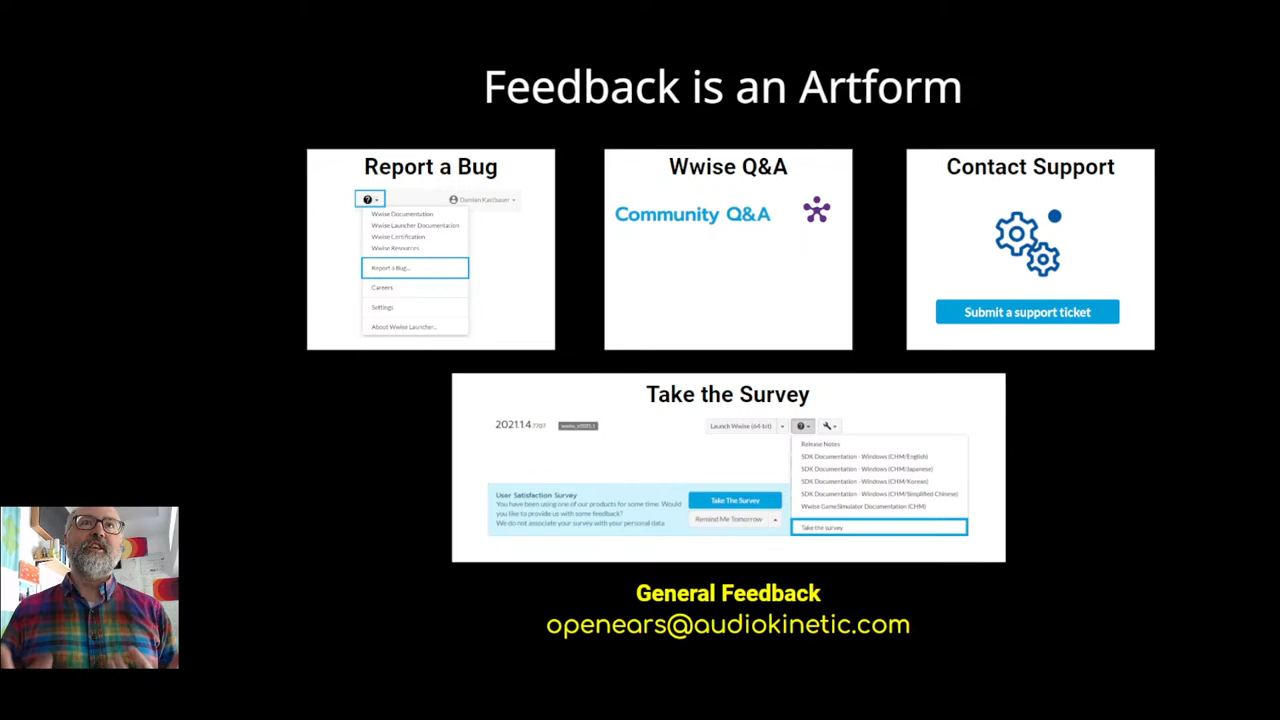 Feedback is an Artform
Report a Bug
Damian Kastbauer
Wwise Documentation
Wwise Launcher Documentation
Wwise Certification
Wwise Resources
Report a Bug...
Careers
Settings
About Wwise Launcher...
Wwise Q&A
Community Q&A
Contact Support
Submit a support ticket
Take the Survey
2021.1.4.7707
wwise_v2021.1
Launch Wwise (64-bit)
Release Notes
SDK Documentation - Windows (CHM/English)
SDK Documentation - Windows (CHM/Japanese)
SDK Documentation - Windows (CHM/Korean)
SDK Documentation - Windows (CHM/Simplified Chinese)
Wwise GameSimulator Documentation (CHM)
Take the survey
User Satisfaction Survey
You have been using one of our products for some time. Would
you like to provide us with some feedback?
We do not associate your survey with your personal data
Take The Survey
Remind Me Tomorrow
General Feedback
openears@audiokinetic.com